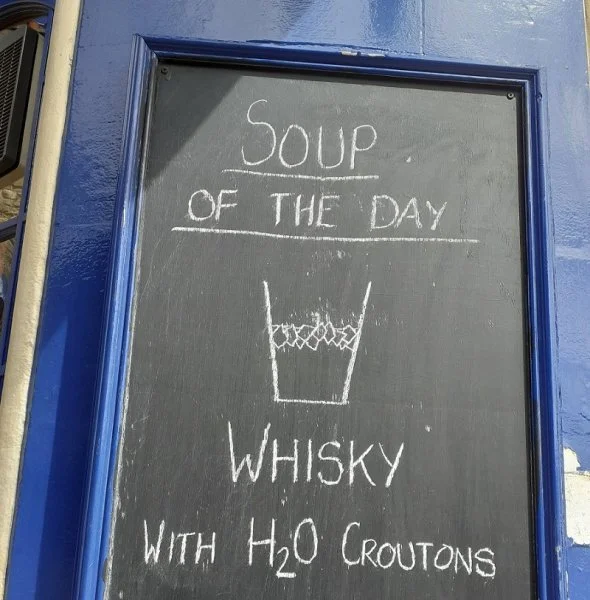 SOUP
OF THE DAY
WHISKY
WITH H₂O CROUTONS